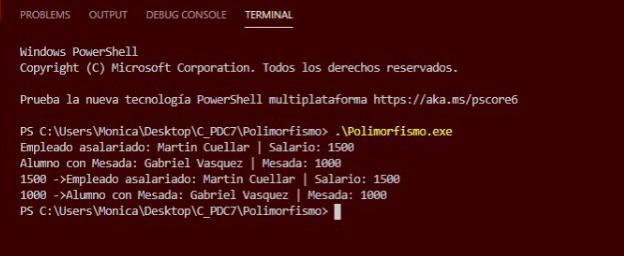 PROBLEMS OUTPUT DEBUG CONSOLE TERMINAL
Windows PowerShell
Copyright (C) Microsoft Corporation. Todos los derechos reservados.
Prueba la nueva tecnología PowerShell multiplataforma https://aka.ms/pscore6
PS C:\Users\Monica\Desktop\C_PDC7\Polimorfismo> .\Polimorfismo.exe
Empleado asalariado: Martin Cuellar | Salario: 1500
Alumno con Mesada: Gabriel Vasquez | Mesada: 1000
1500 ->Empleado asalariado: Martin Cuellar | Salario: 1500
1000 ->Alumno con Mesada: Gabriel Vasquez | Mesada: 1000
PS C:\Users\Monica\Desktop\C_PDC7\Polimorfismo>